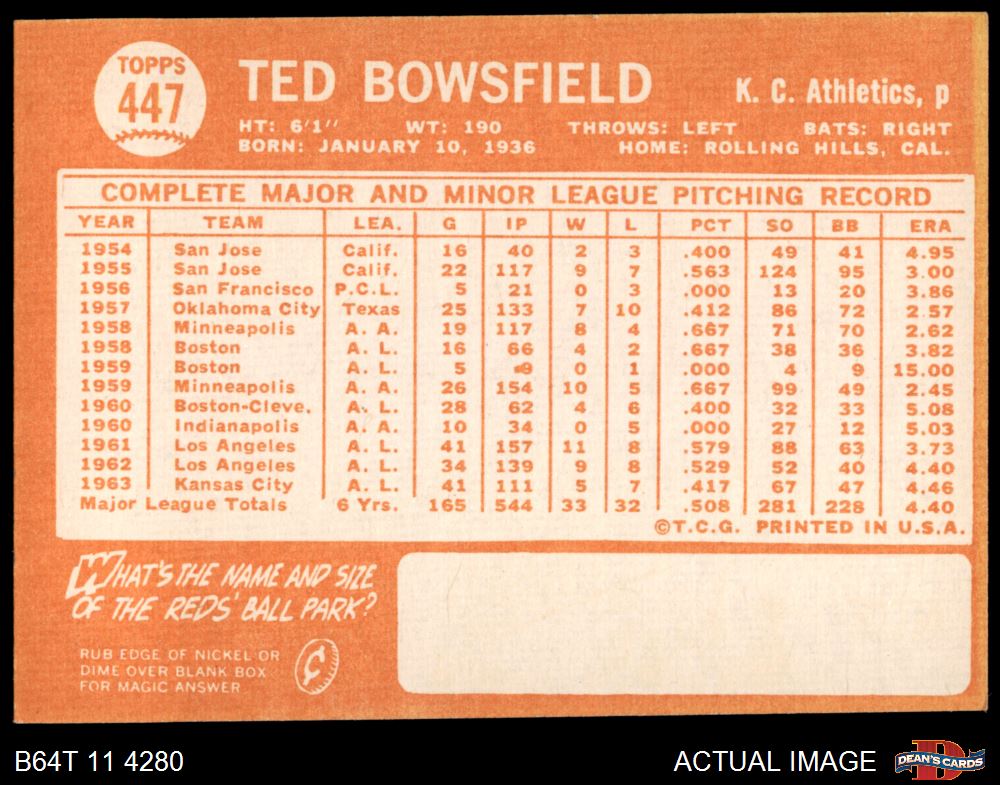 TOPPS
447
TED BOWSFIELD
K. C. Athletics, p
HT: 6'1" WT: 190 THROWS: LEFT BATS: RIGHT
BORN: JANUARY 10, 1936 HOME: ROLLING HILLS, CAL.
COMPLETE MAJOR AND MINOR LEAGUE PITCHING RECORD
YEAR TEAM LEA. G IP W L PCT SO BB ERA
1954 San Jose Calif. 16 40 2 3 .400 49 41 4.95
1955 San Jose Calif. 22 117 9 7 .563 124 95 3.00
1956 San Francisco P.C.L. 5 21 0 3 .000 13 20 3.86
1957 Oklahoma City Texas 25 133 7 10 .412 86 72 2.57
1958 Minneapolis A. A. 19 117 8 4 .667 71 70 2.62
1958 Boston A. L. 16 66 4 2 .667 38 36 3.82
1959 Boston A. L. 5 9 0 1 .000 4 9 15.00
1959 Minneapolis A. A. 26 154 10 5 .667 99 49 2.45
1960 Boston-Cleve. A. L. 28 62 4 6 .400 32 33 5.08
1960 Indianapolis A. A. 10 34 0 5 .000 27 12 5.03
1961 Los Angeles A. L. 41 157 11 8 .579 88 63 3.73
1962 Los Angeles A. L. 34 139 9 8 .529 52 40 4.40
1963 Kansas City A. L. 41 111 5 7 .417 67 47 4.46
Major League Totals 6 Yrs. 165 544 33 32 .508 281 228 4.40
©T.C.G. PRINTED IN U.S.A.
WHAT'S THE NAME AND SIZE
OF THE REDS' BALL PARK?
RUB EDGE OF NICKEL OR
DIME OVER BLANK BOX
FOR MAGIC ANSWER
¢
B64T 11 4280
ACTUAL IMAGE
DEAN'S CARDS